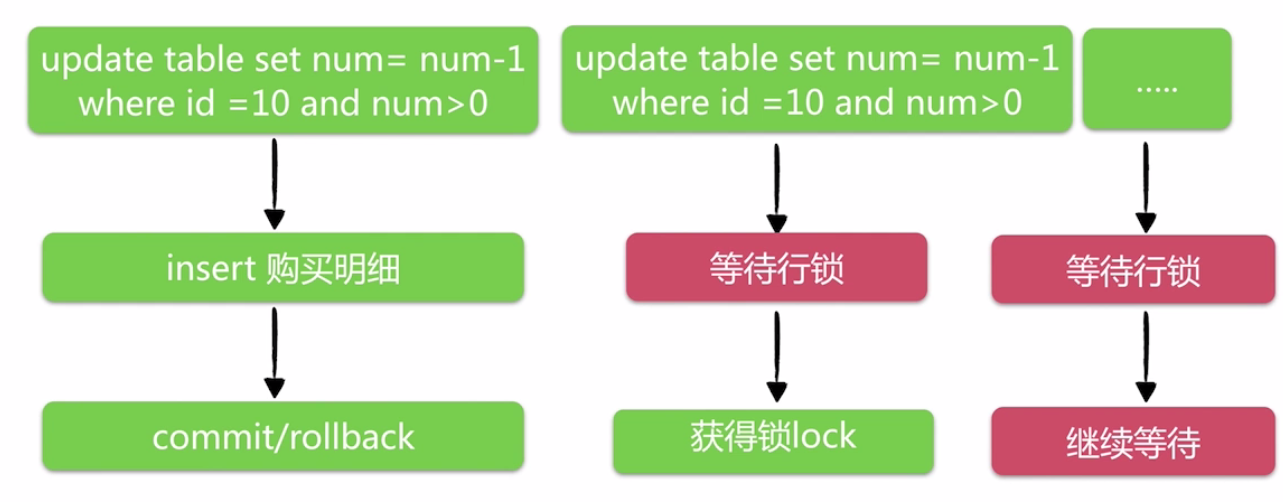 update table set num= num-1
where id =10 and num>0
update table set num= num-1
where id =10 and num>0
.....
insert 购买明细
等待行锁
等待行锁
commit/rollback
获得锁lock
继续等待